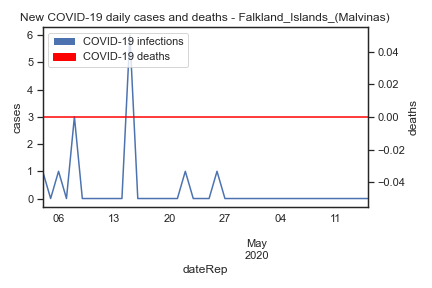 New COVID-19 daily cases and deaths - Falkland_Islands_(Malvinas)
COVID-19 infections
COVID-19 deaths
6
5
4
3
2
1
0
cases
0.04
0.02
0.00
−0.02
−0.04
deaths
06 13 20 27 04 11
May
2020
dateRep